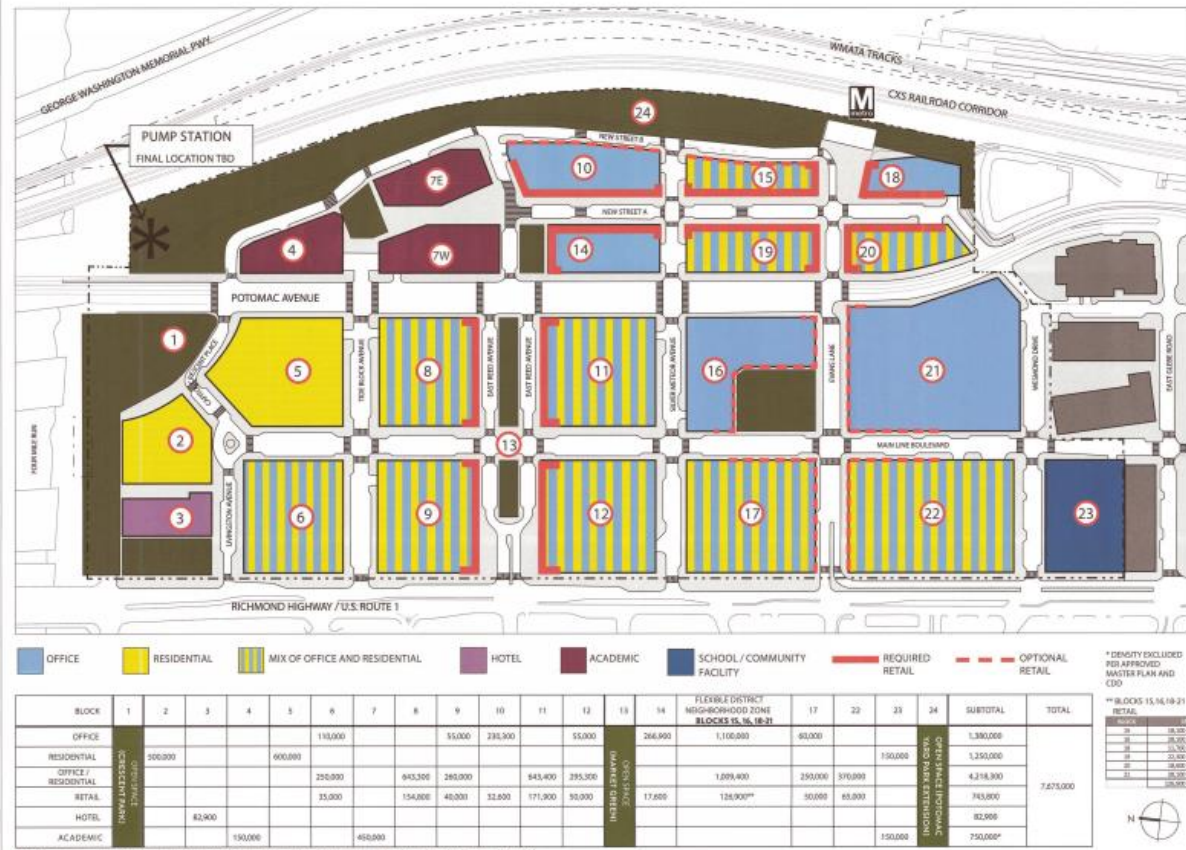 GEORGE WASHINGTON MEMORIAL PWY.
WMATA TRACKS
CXS RAILROAD CORRIDOR
M
metro
PUMP STATION
FINAL LOCATION TBD
24
NEW STREET B
7E
10
15
18
NEW STREET A
4
7W
14
19
20
POTOMAC AVENUE
1
5
8
11
16
21
2
TIDE BLOCK AVENUE
EAST REED AVENUE
EAST REED AVENUE
SILVER METEOR AVENUE
EVANS LANE
WESMOND DRIVE
EAST GLEBE ROAD
FOUR MILE RUN
13
MAIN LINE BOULEVARD
LIVINGSTON AVENUE
3
6
9
12
17
22
23
RICHMOND HIGHWAY / U.S. ROUTE 1
OFFICE
RESIDENTIAL
MIX OF OFFICE AND RESIDENTIAL
HOTEL
ACADEMIC
SCHOOL / COMMUNITY FACILITY
REQUIRED RETAIL
OPTIONAL RETAIL
* DENSITY EXCLUDED
PER APPROVED
MASTER PLAN AND
CDD
** BLOCKS 15,16,18-21
RETAIL
BLOCK 1 2 3 4 5 6 7 8 9 10 11 12 13 14 FLEXIBLE DISTRICT NEIGHBORHOOD ZONE BLOCKS 15, 16, 18-21 17 22 23 24 SUBTOTAL TOTAL
OFFICE 110,000 55,000 230,300 55,000 266,900 1,100,000 60,000 1,380,000
RESIDENTIAL 500,000 600,000 150,000 1,250,000
OFFICE / RESIDENTIAL 250,000 643,300 260,000 643,400 295,300 1,009,400 250,000 370,000 4,218,300
RETAIL 35,000 154,800 40,000 32,600 171,900 50,000 17,600 126,900** 50,000 65,000 743,800
HOTEL 82,900 82,900
ACADEMIC 150,000 450,000 150,000 750,000*
7,675,000
OPEN SPACE
(CRESCENT PARK)
OPEN SPACE
(MARKET GREEN)
OPEN SPACE (POTOMAC
YARD PARK EXTENSION)
N